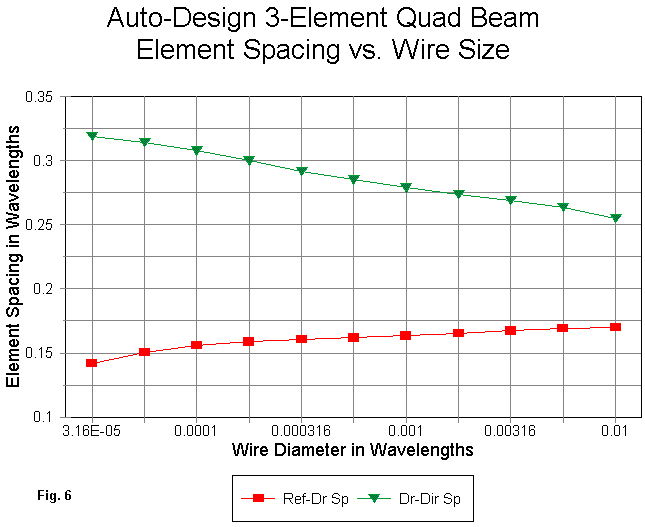 Auto-Design 3-Element Quad Beam
Element Spacing vs. Wire Size
Element Spacing in Wavelengths
0.35
0.3
0.25
0.2
0.15
0.1
3.16E-05 0.0001 0.000316 0.001 0.00316 0.01
Wire Diameter in Wavelengths
Fig. 6
Ref-Dr Sp Dr-Dir Sp